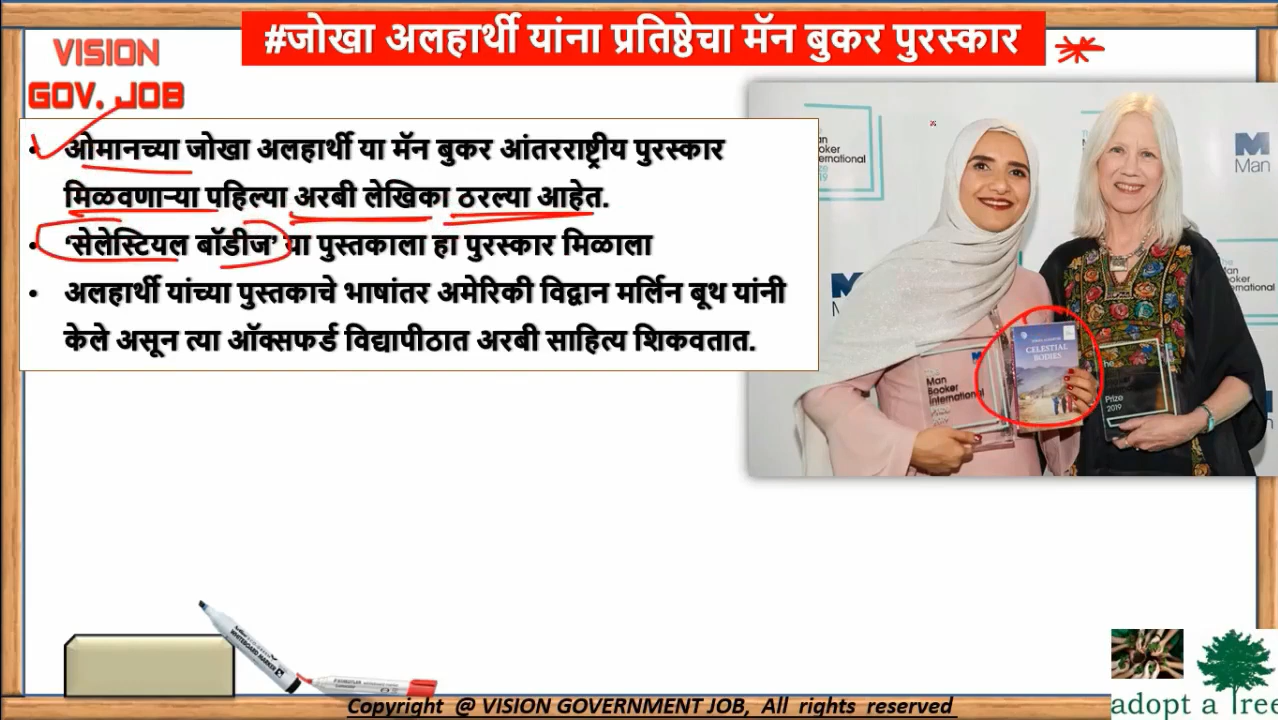 #जोखा अलहार्थी यांना प्रतिष्ठेचा मॅन बुकर पुरस्कार
VISION
GOV. JOB
• ओमानच्या जोखा अलहार्थी या मॅन बुकर आंतरराष्ट्रीय पुरस्कार
मिळवणाऱ्या पहिल्या अरबी लेखिका ठरल्या आहेत.
• 'सेलेस्टियल बॉडीज' या पुस्तकाला हा पुरस्कार मिळाला
• अलहार्थी यांच्या पुस्तकाचे भाषांतर अमेरिकी विद्वान मर्लिन बूथ यांनी
केले असून त्या ऑक्सफर्ड विद्यापीठात अरबी साहित्य शिकवतात.
Man
CELESTIAL
BODIES
Man
Booker
International
Prize
2019
WHITEBOARD MARKER
Copyright @ VISION GOVERNMENT JOB, All rights reserved
adopt a Tree